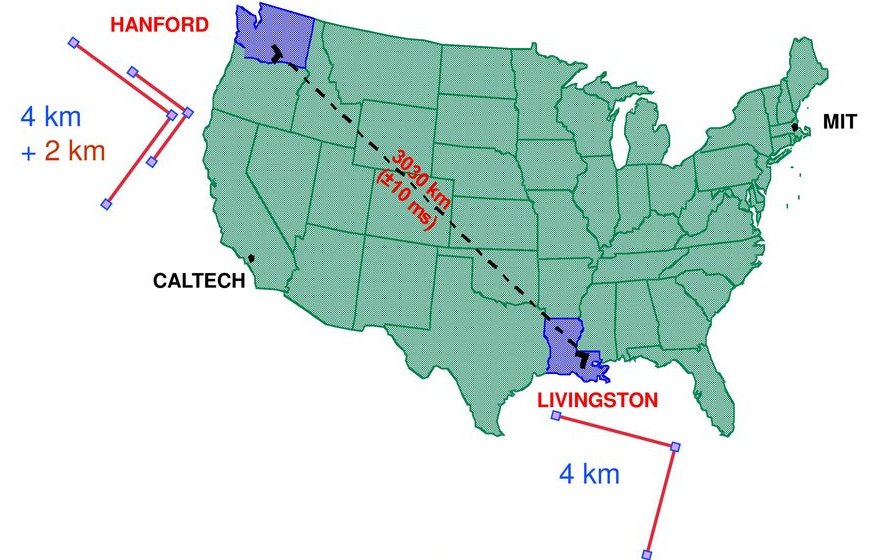 HANFORD
4 km
+ 2 km
MIT
3030 km
(±10 ms)
CALTECH
LIVINGSTON
4 km